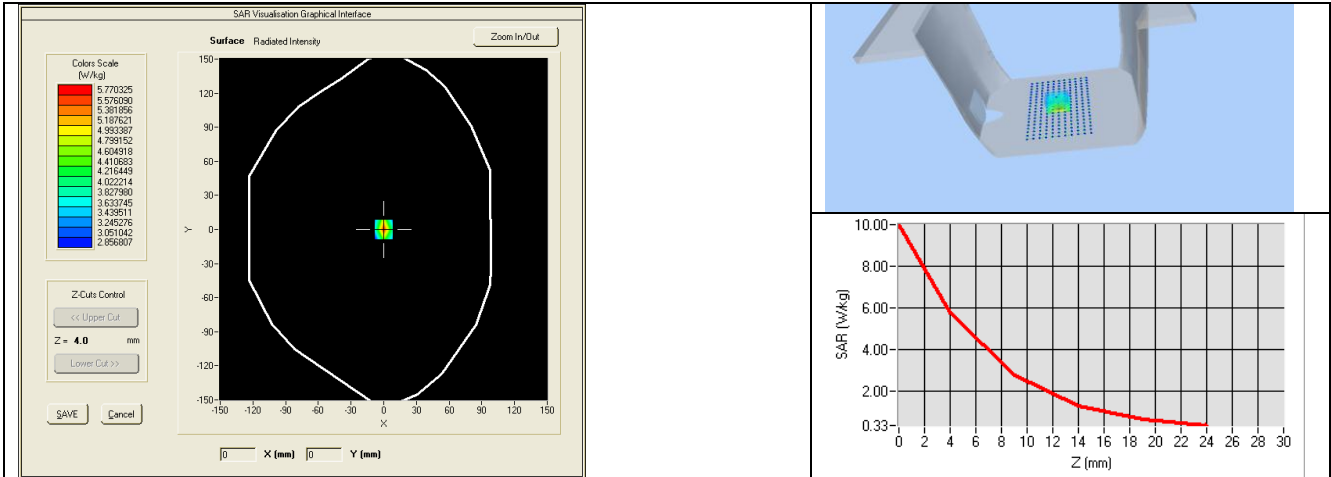 SAR Visualisation Graphical Interface
Surface Radiated Intensity
Zoom In/Out
Colors Scale
(W/kg)
5.770325
5.576090
5.381856
5.187621
4.993387
4.799152
4.604918
4.410683
4.216449
4.022214
3.827980
3.633745
3.439511
3.245276
3.051042
2.856807
Z-Cuts Control
<< Upper Cut
Z = 4.0 mm
Lower Cut >>
SAVE Cancel
150
120
90
60
30
0
-30
-60
-90
-120
-150
Y
-150 -120 -90 -60 -30 0 30 60 90 120 150
X
0 X (mm) 0 Y (mm)
10.00
8.00
6.00
4.00
2.00
0.33
SAR (W/kg)
0 2 4 6 8 10 12 14 16 18 20 22 24 26 28 30
Z (mm)